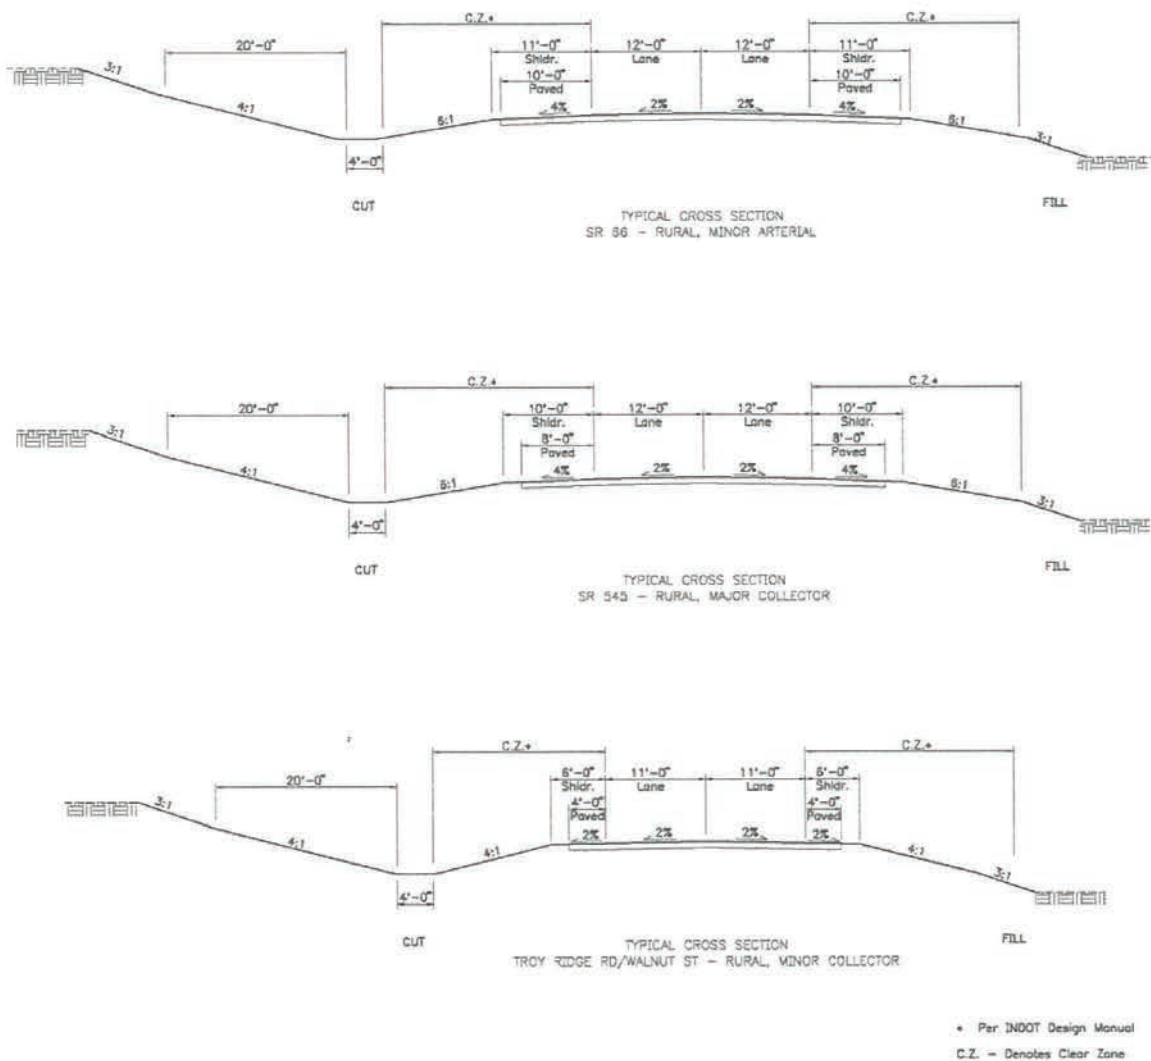 C.Z.* C.Z.*
20'-0" 11'-0" 12'-0" 12'-0" 11'-0"
Shldr. Lane Lane Shldr.
10'-0" 10'-0"
Paved Paved
3:1 4:1 6:1 4% 2% 2% 4% 6:1 3:1
4'-0"
CUT FILL
TYPICAL CROSS SECTION
SR 66 - RURAL, MINOR ARTERIAL
C.Z.* C.Z.*
20'-0" 10'-0" 12'-0" 12'-0" 10'-0"
Shldr. Lane Lane Shldr.
8'-0" 8'-0"
Paved Paved
3:1 4:1 6:1 4% 2% 2% 4% 6:1 3:1
4'-0"
CUT FILL
TYPICAL CROSS SECTION
SR 545 - RURAL, MAJOR COLLECTOR
C.Z.* C.Z.*
20'-0" 6'-0" 11'-0" 11'-0" 6'-0"
Shldr. Lane Lane Shldr.
4'-0" 4'-0"
Paved Paved
3:1 4:1 4:1 2% 2% 2% 2% 4:1 3:1
4'-0"
CUT FILL
TYPICAL CROSS SECTION
TROY RIDGE RD/WALNUT ST - RURAL, MINOR COLLECTOR
* Per INDOT Design Manual
C.Z. - Denotes Clear Zone